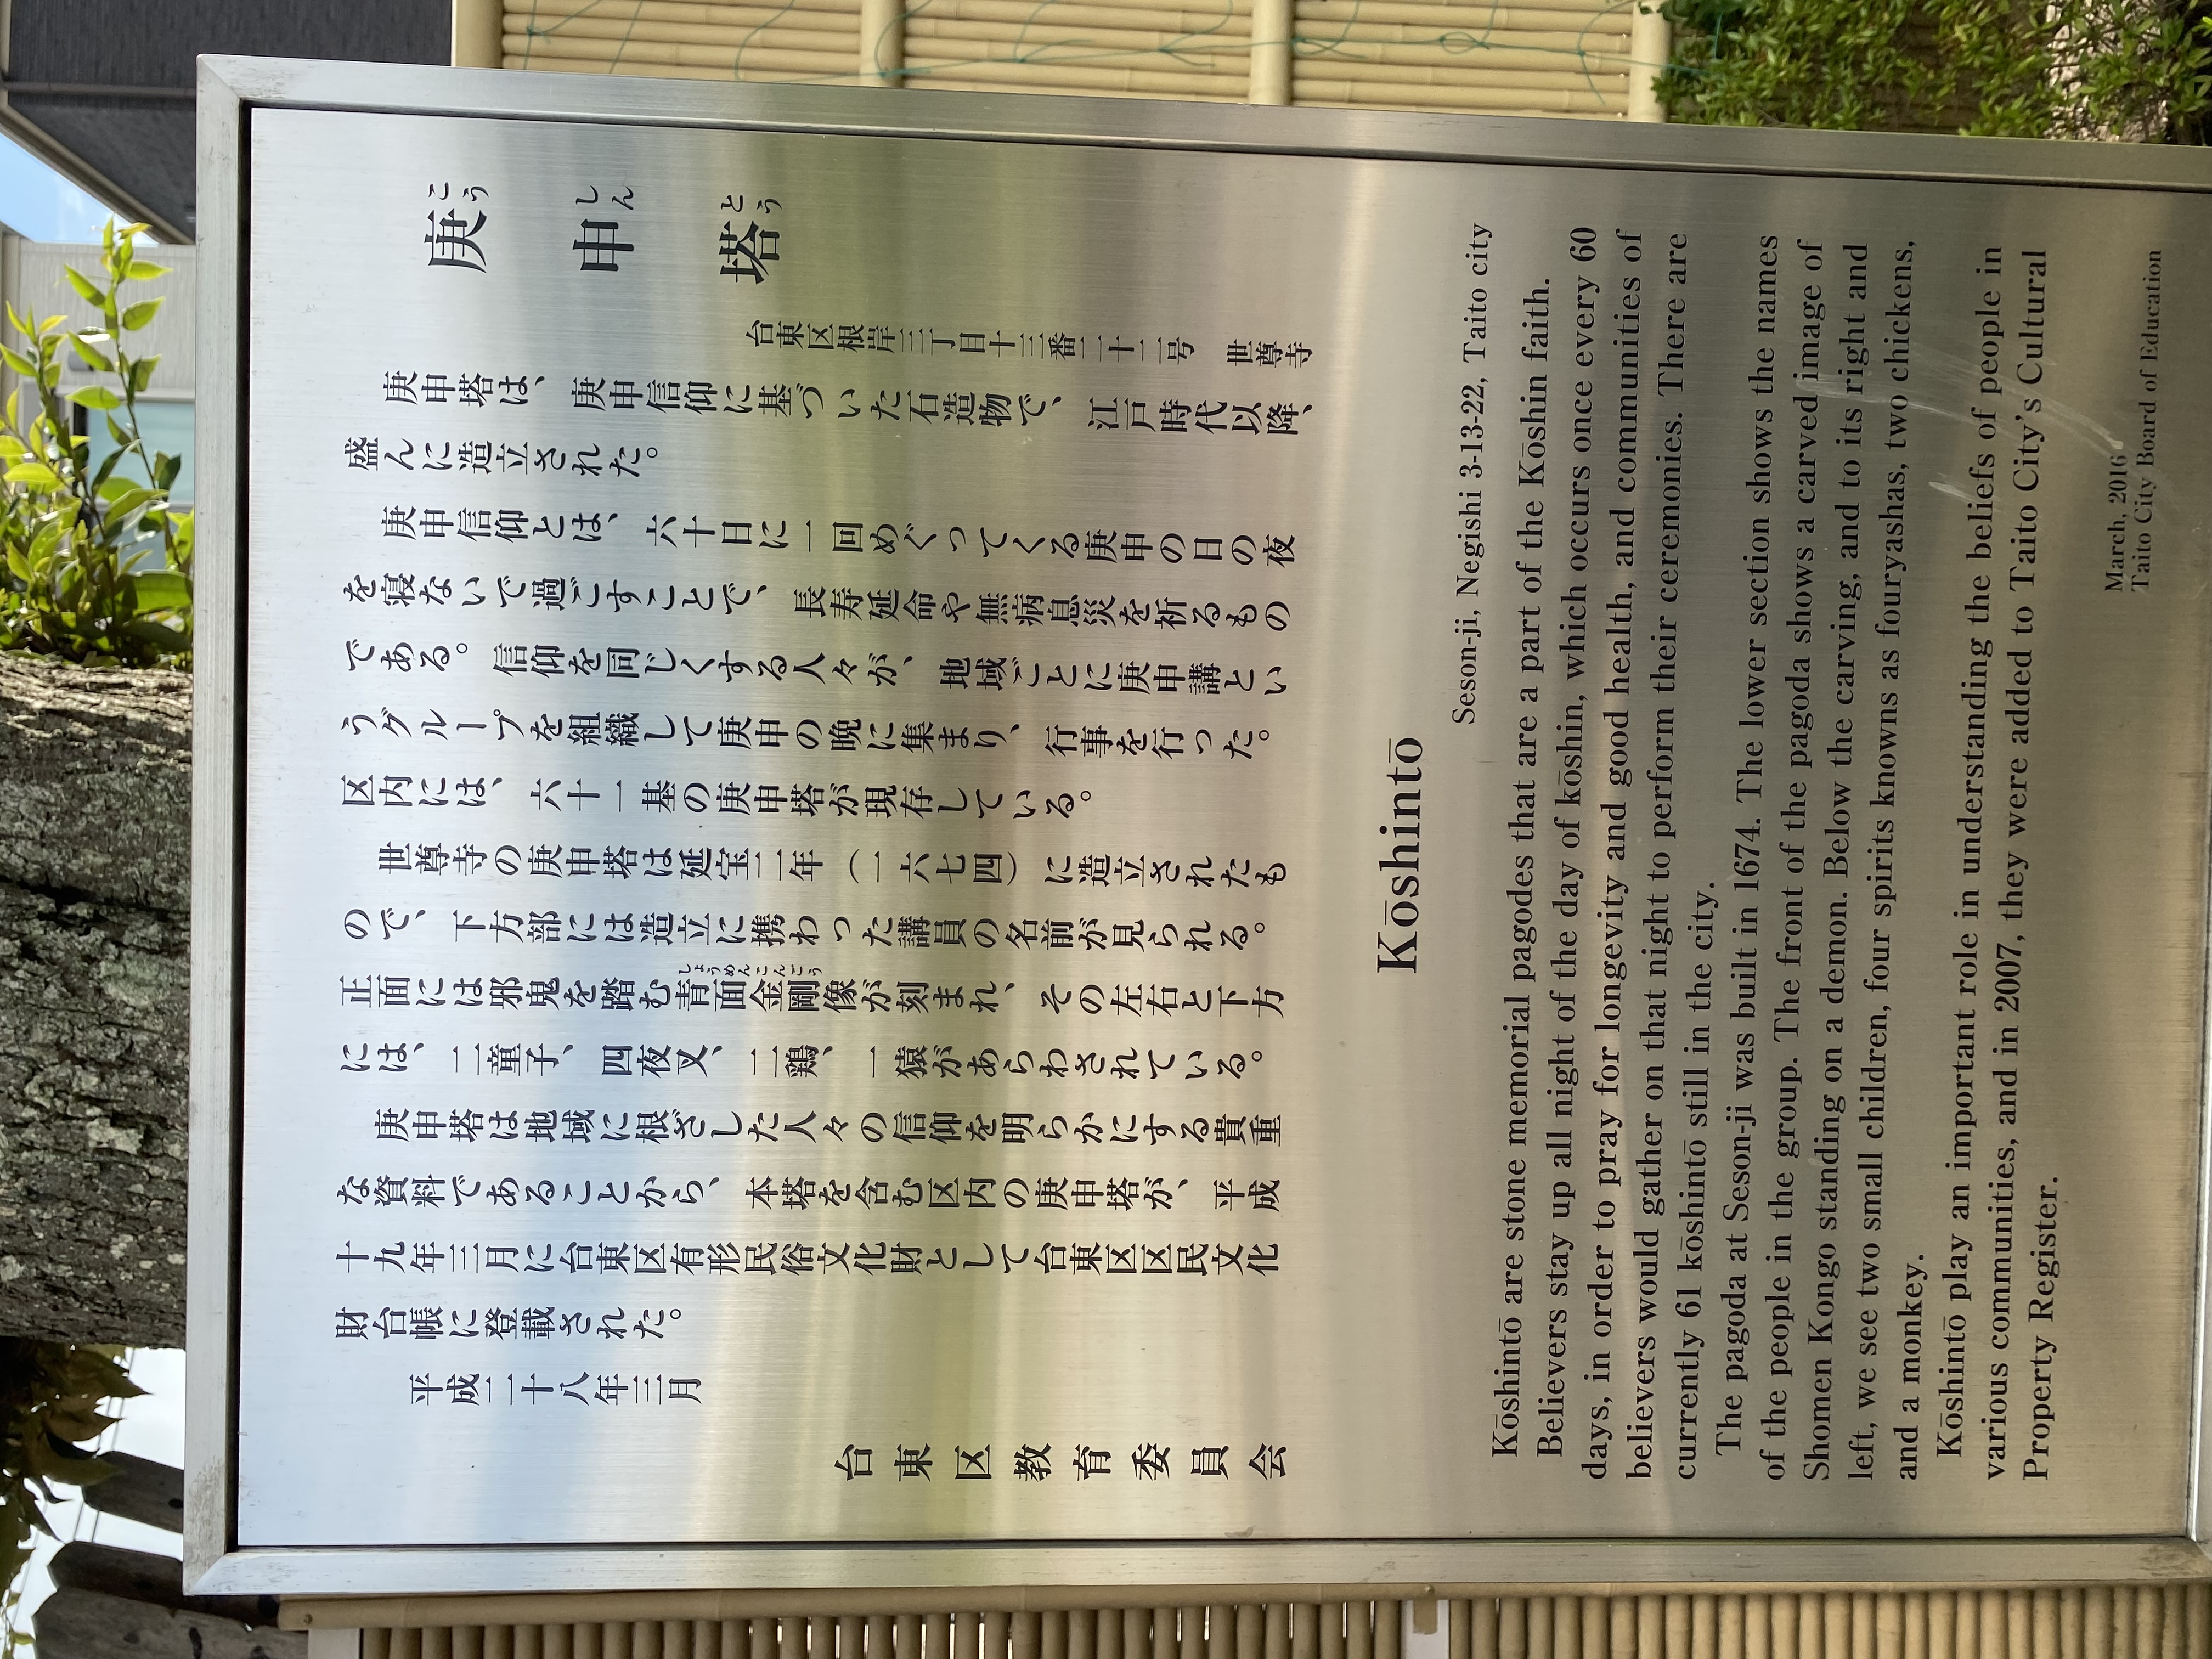 庚申塔
こうしんとう
台東区根岸三丁目十三番二十二号　世尊寺
庚申塔は、庚申信仰に基づいた石造物で、江戸時代以降、
盛んに造立された。
庚申信仰とは、六十日に一回めぐってくる庚申の日の夜
を寝ないで過ごすことで、長寿延命や無病息災を祈るもの
である。信仰を同じくする人々が、地域ごとに庚申講とい
うグループを組織して庚申の晩に集まり、行事を行った。
区内には、六十一基の庚申塔が現存している。
世尊寺の庚申塔は延宝二年（一六七四）に造立されたも
ので、下方部には造立に携わった講員の名前が見られる。
正面には邪鬼を踏む青面金剛像が刻まれ、その左右と下方
しょうめんこんごう
には、二童子、四夜叉、二鶏、一猿があらわされている。
庚申塔は地域に根ざした人々の信仰を明らかにする貴重
な資料であることから、本塔を含む区内の庚申塔が、平成
十九年三月に台東区有形民俗文化財として台東区区民文化
財台帳に登載された。
平成二十八年三月
台東区教育委員会
Kōshintō
Seson-ji, Negishi 3-13-22, Taito city
Kōshintō are stone memorial pagodes that are a part of the Kōshin faith.
Believers stay up all night of the day of kōshin, which occurs once every 60
days, in order to pray for longevity and good health, and communities of
believers would gather on that night to perform their ceremonies. There are
currently 61 kōshintō still in the city.
The pagoda at Seson-ji was built in 1674. The lower section shows the names
of the people in the group. The front of the pagoda shows a carved image of
Shomen Kongo standing on a demon. Below the carving, and to its right and
left, we see two small children, four spirits knowns as fouryashas, two chickens,
and a monkey.
Kōshintō play an important role in understanding the beliefs of people in
various communities, and in 2007, they were added to Taito City's Cultural
Property Register.
March, 2016
Taito City Board of Education